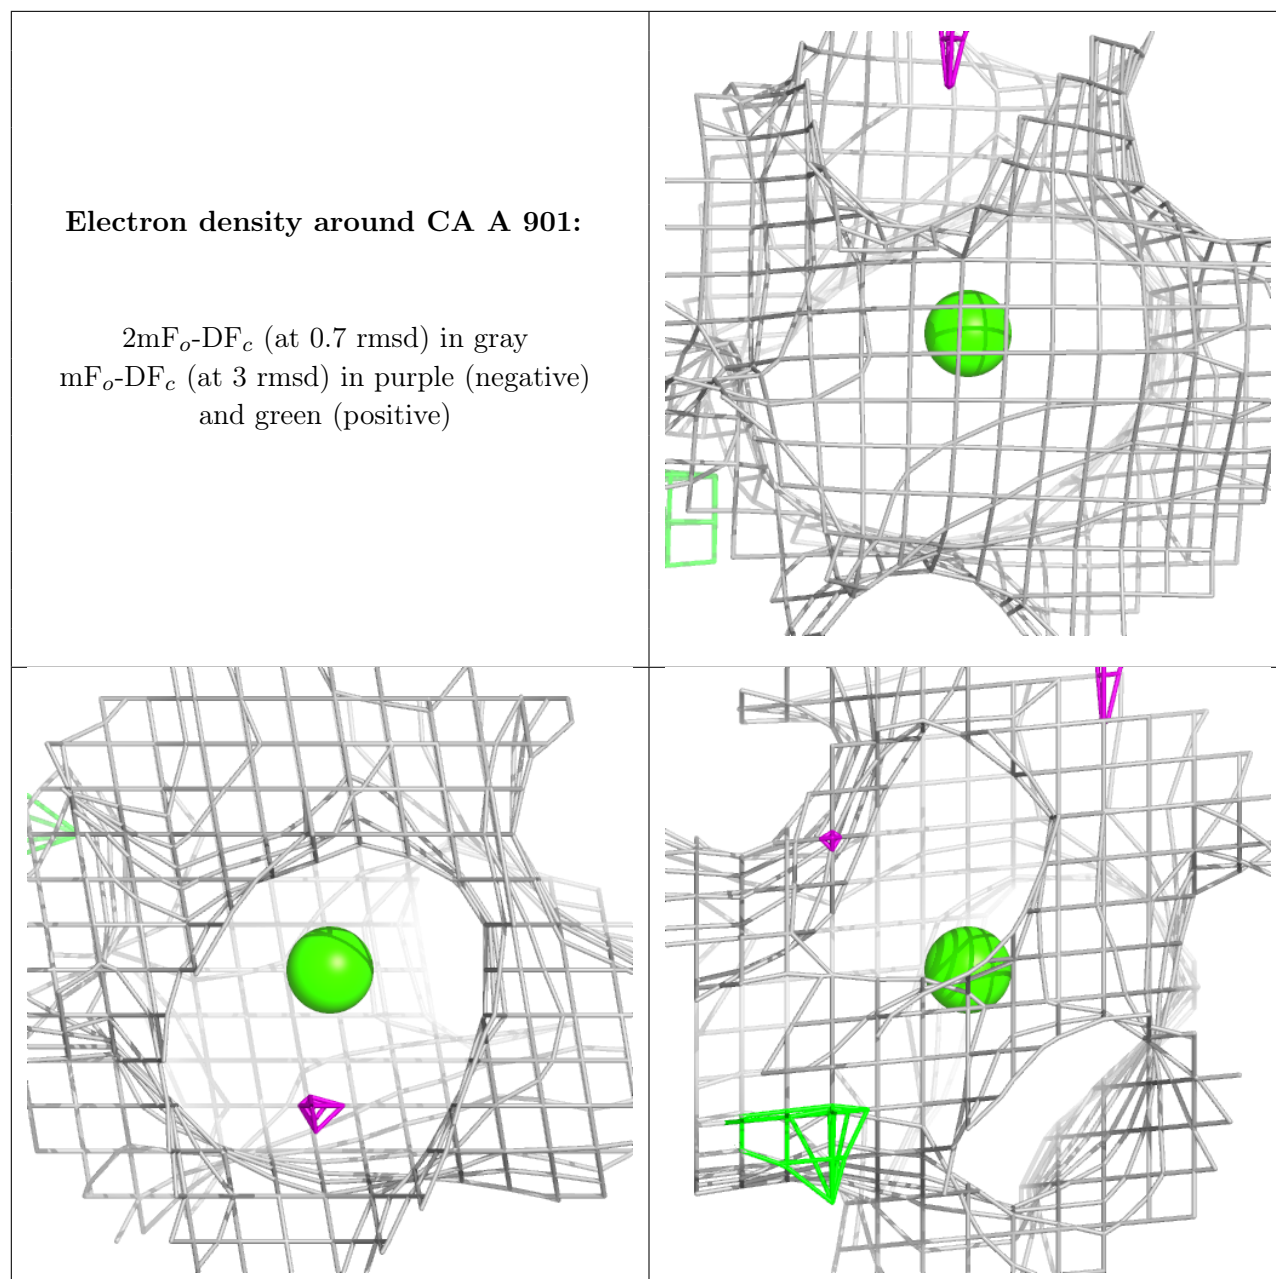 Electron density around CA A 901:
2mFo-DFc (at 0.7 rmsd) in gray
mFo-DFc (at 3 rmsd) in purple (negative)
and green (positive)